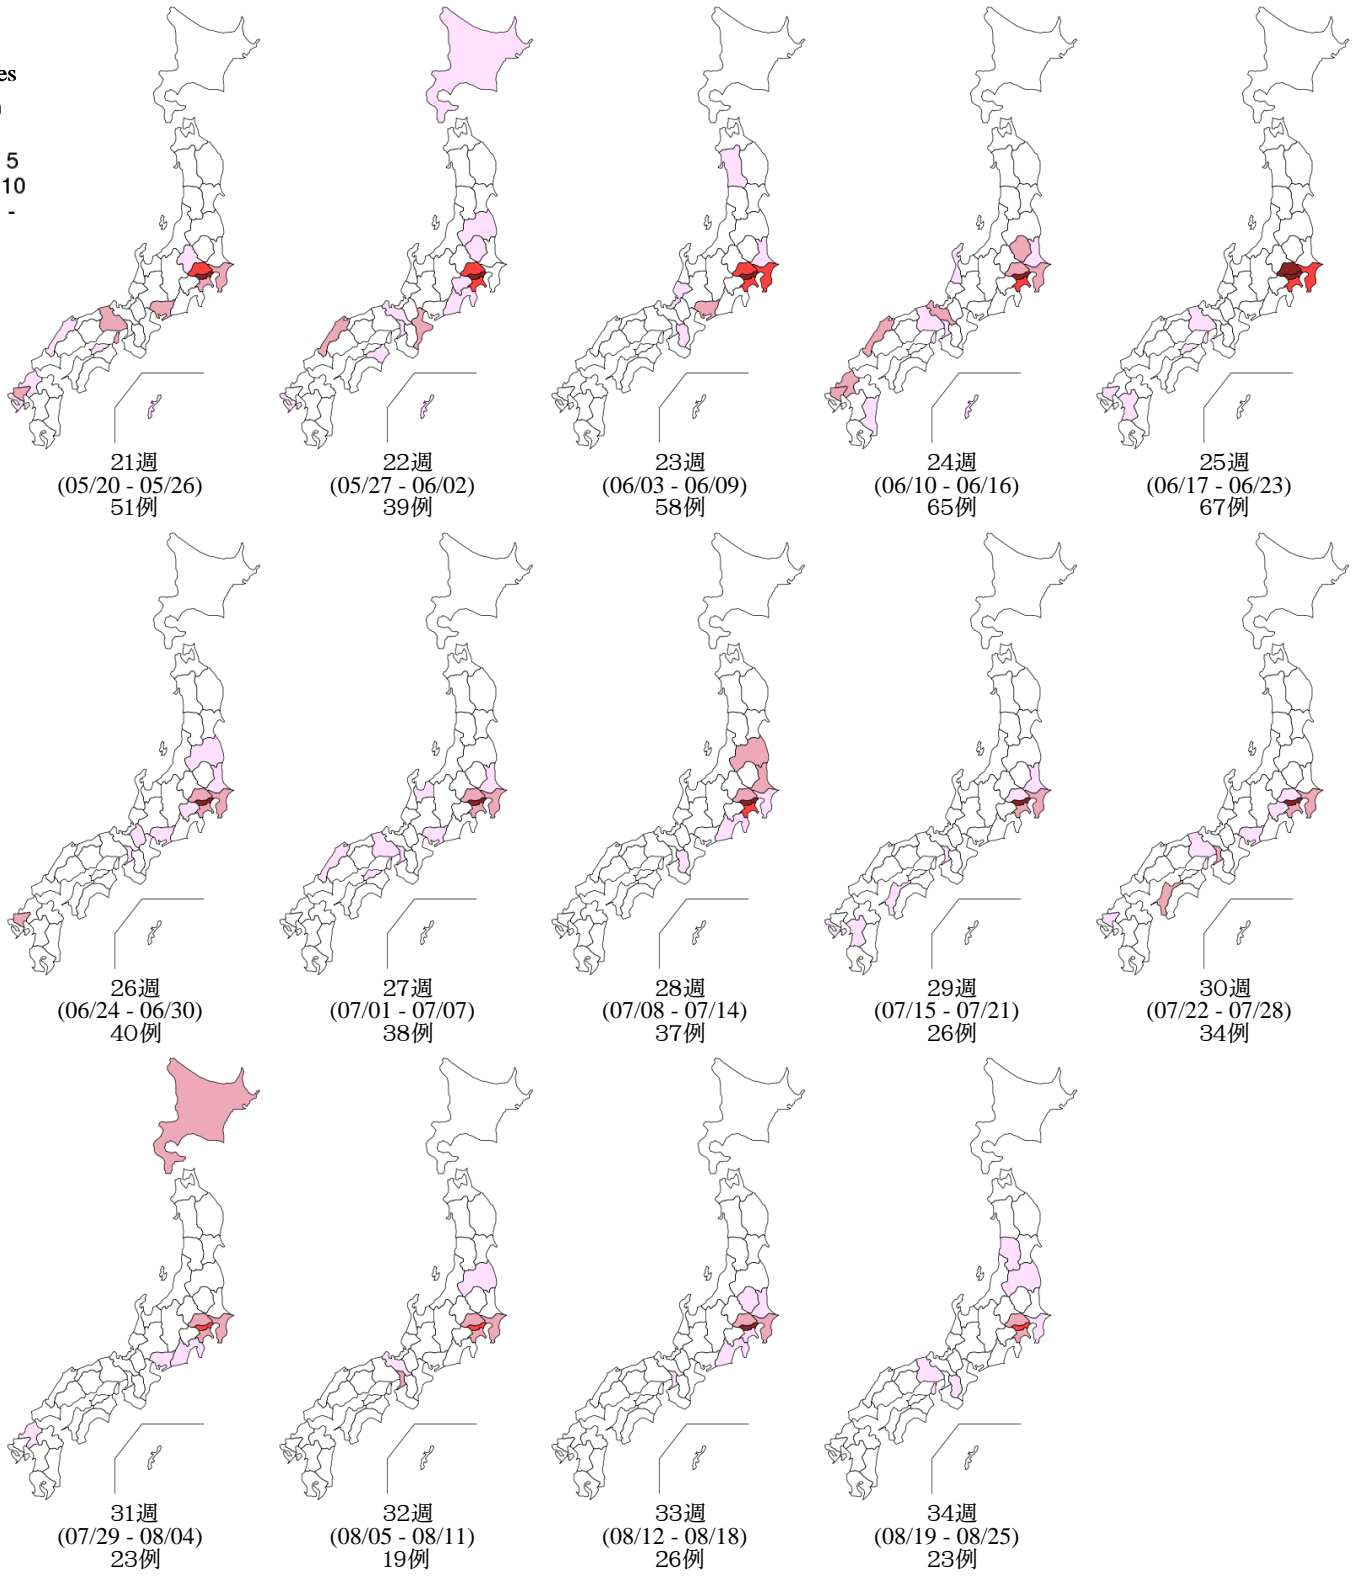 es
5
10
-
21週
(05/20 - 05/26)
51例
22週
(05/27 - 06/02)
39例
23週
(06/03 - 06/09)
58例
24週
(06/10 - 06/16)
65例
25週
(06/17 - 06/23)
67例
26週
(06/24 - 06/30)
40例
27週
(07/01 - 07/07)
38例
28週
(07/08 - 07/14)
37例
29週
(07/15 - 07/21)
26例
30週
(07/22 - 07/28)
34例
31週
(07/29 - 08/04)
23例
32週
(08/05 - 08/11)
19例
33週
(08/12 - 08/18)
26例
34週
(08/19 - 08/25)
23例